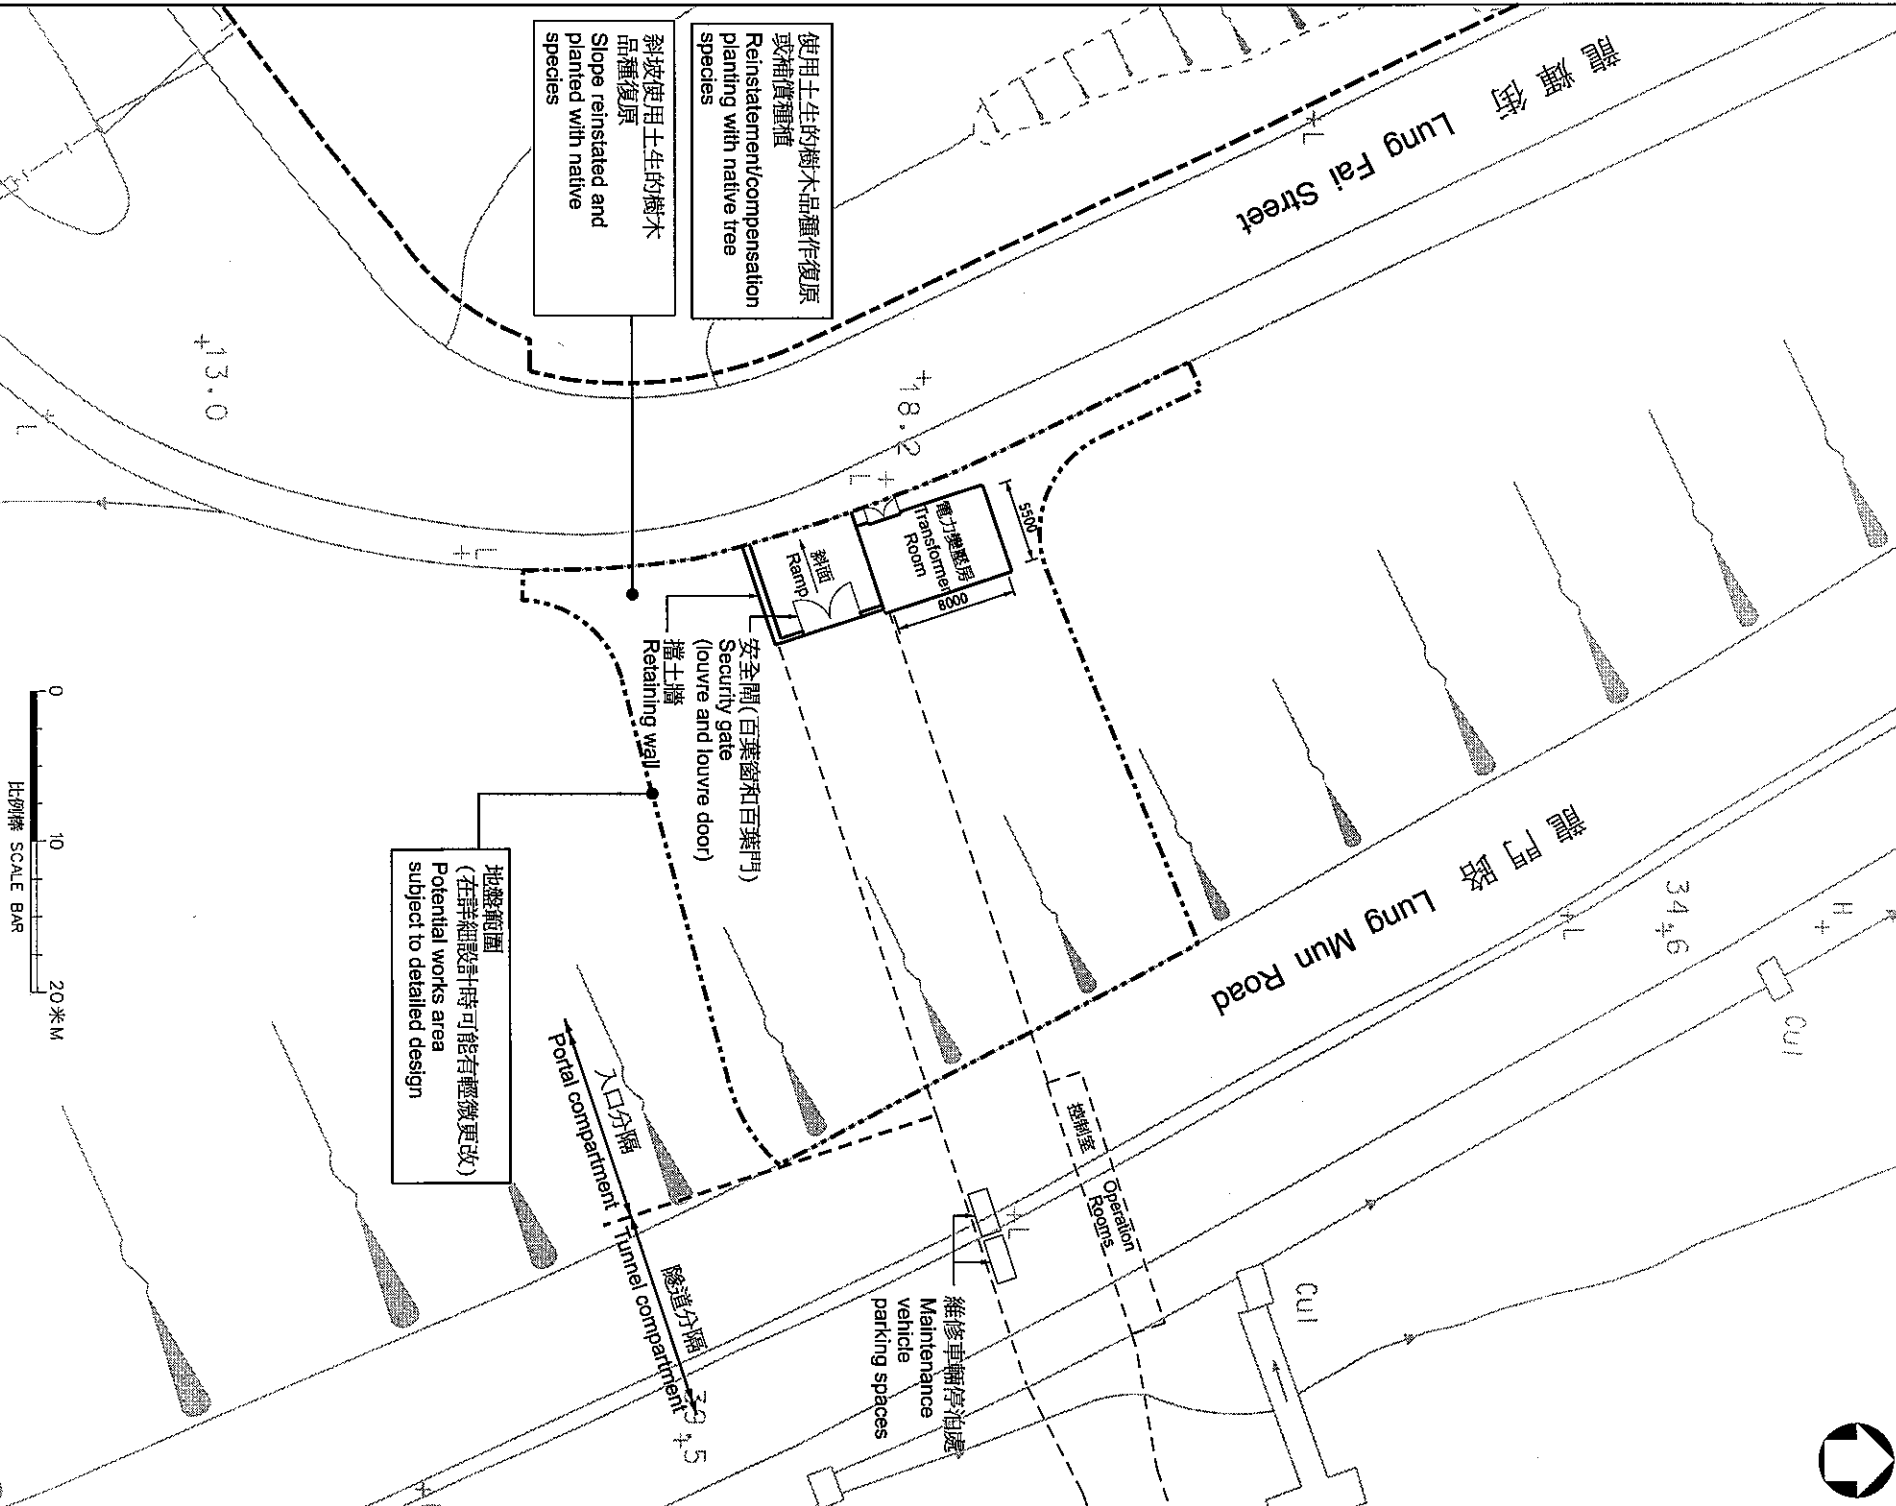 使用土生的樹木品種作復原
或補償種植
Reinstatement/compensation
planting with native tree
species
斜坡使用土生的樹木
品種復原
Slope reinstated and
planted with native
species
龍輝街 Lung Fai Street
龍門路 Lung Mun Road
電力變壓房
Transformer
Room
5500
8000
斜面
Ramp
安全閘(百葉窗和百葉門)
Security gate
(louvre and louvre door)
擋土牆
Retaining wall
地盤範圍
(在詳細設計時可能有輕微更改)
Potential works area
subject to detailed design
入口分隔
Portal compartment
隧道分隔
Tunnel compartment
控制室
Operation
Rooms
維修車輛停泊處
Maintenance
vehicle
parking spaces
+13.0
+18.2
34.6
39.5
L
L
L
L
L
L
H
Cul
Cul
0 10 20米M
比例棒 SCALE BAR